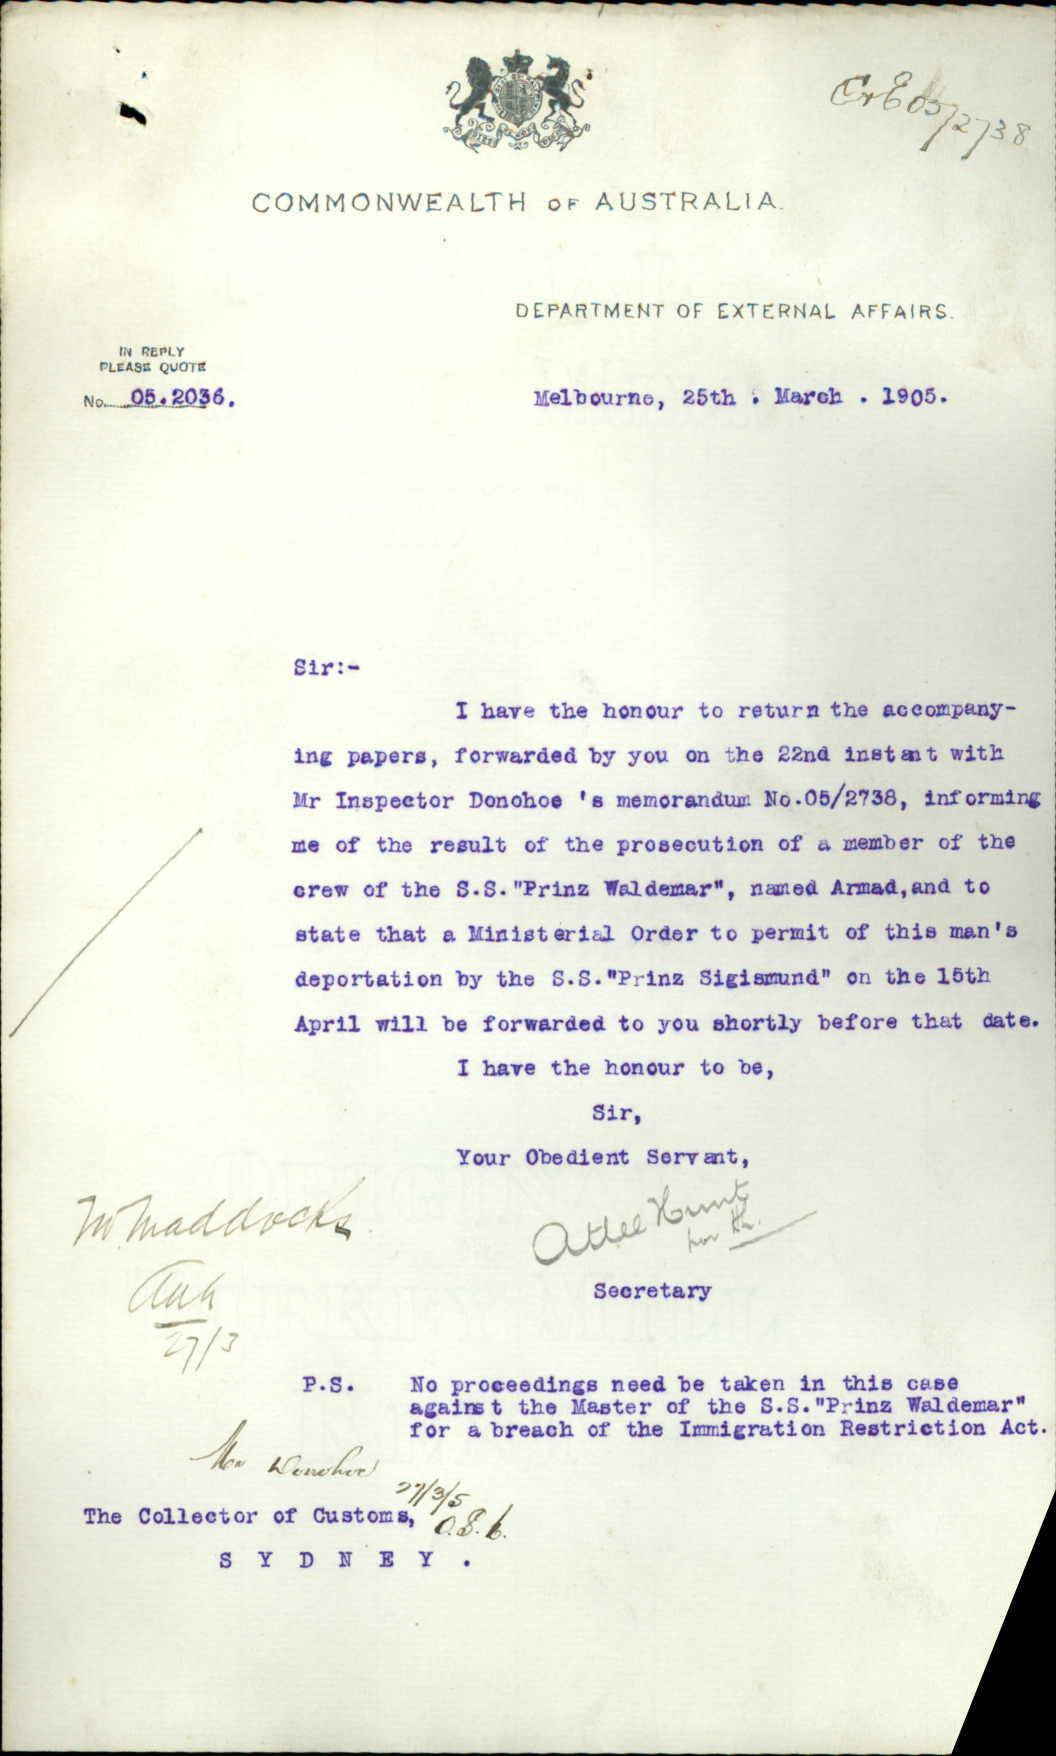 C&E 05/2738
COMMONWEALTH OF AUSTRALIA.
DEPARTMENT OF EXTERNAL AFFAIRS.
IN REPLY
PLEASE QUOTE
No. 05.2036.
Melbourne, 25th . March . 1905.
Sir:-
I have the honour to return the accompany-
ing papers, forwarded by you on the 22nd instant with
Mr Inspector Donohoe 's memorandum No.05/2738, informing
me of the result of the prosecution of a member of the
crew of the S.S."Prinz Waldemar", named Armad,and to
state that a Ministerial Order to permit of this man's
deportation by the S.S."Prinz Sigismund" on the 15th
April will be forwarded to you shortly before that date.
I have the honour to be,
Sir,
Your Obedient Servant,
Atlee Hunt
Mr Maddocks
Secretary
27/3
P.S. No proceedings need be taken in this case
against the Master of the S.S."Prinz Waldemar"
for a breach of the Immigration Restriction Act.
Mr Donohoe
27/3/5
The Collector of Customs,
SYDNEY.